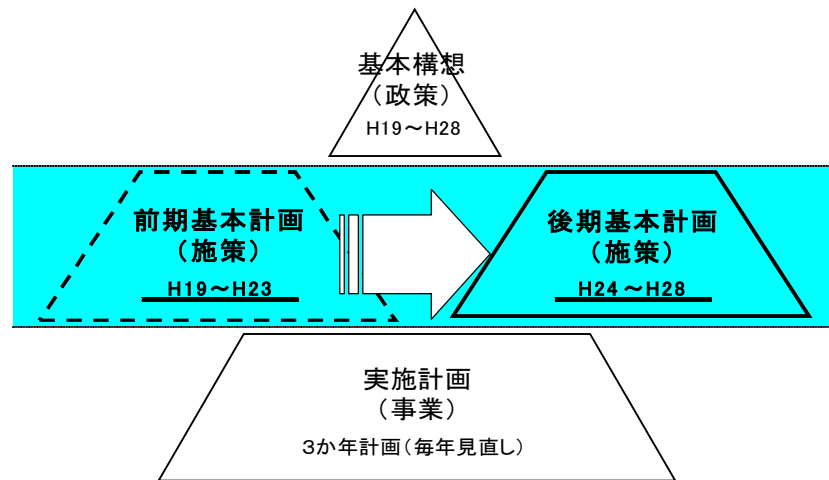 基本構想
（政策）
H19～H28
前期基本計画
（施策）
H19～H23
後期基本計画
（施策）
H24～H28
実施計画
（事業）
３か年計画（毎年見直し）